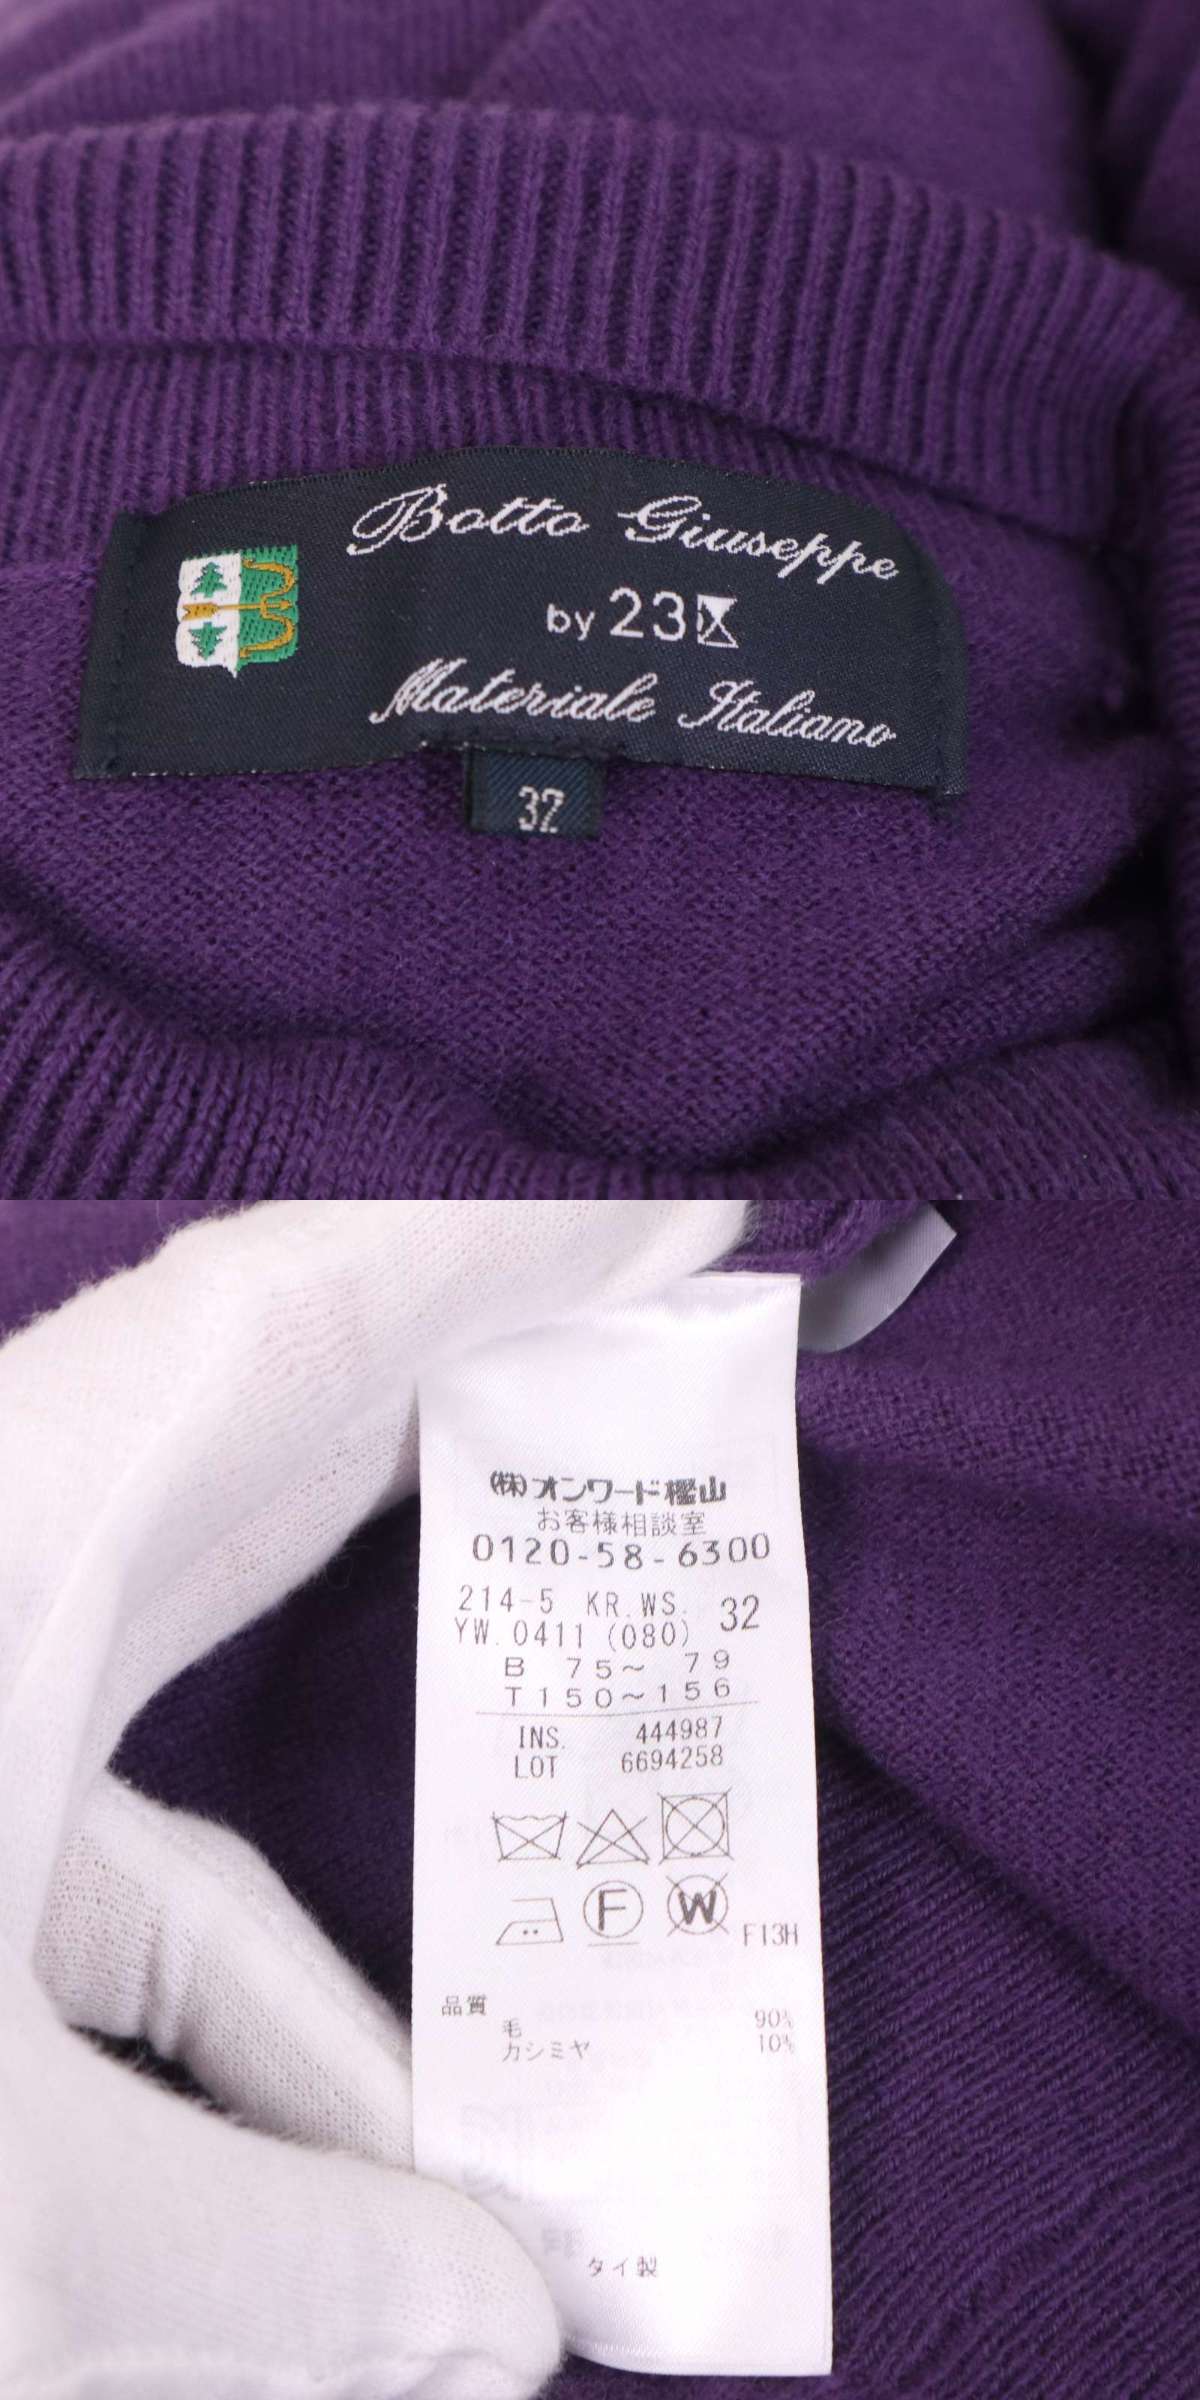 Botto Giuseppe
by 23区
Materiale Italiano
32
(株)オンワード樫山
お客様相談室
0120-58-6300
214-5 KR.WS. 32
YW.0411 (080)
B 75～ 79
T150～156
INS. 444987
LOT 6694258
F W F13H
品質
毛 90%
カシミヤ 10%
タイ製